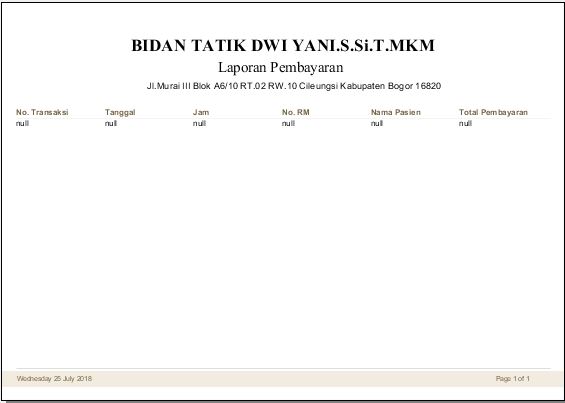 BIDAN TATIK DWI YANI.S.Si.T.MKM
Laporan Pembayaran
Jl.Murai III Blok A6/10 RT.02 RW.10 Cileungsi Kabupaten Bogor 16820
No. Transaksi Tanggal Jam No. RM Nama Pasien Total Pembayaran
null null null null null null
Wednesday 25 July 2018 Page 1 of 1